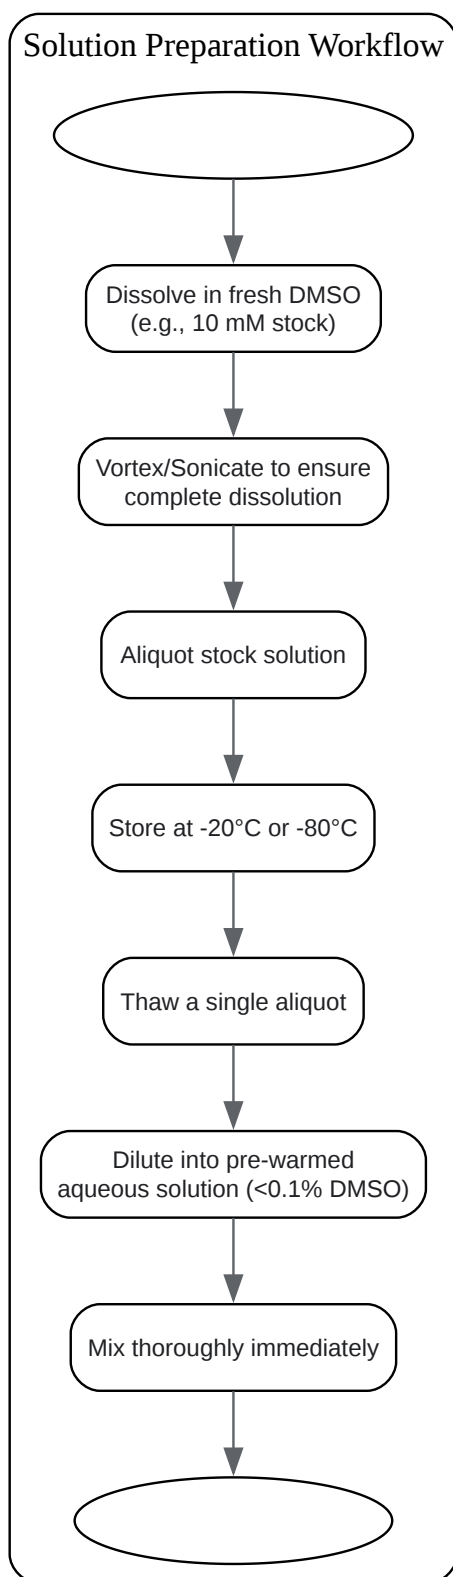 Solution Preparation Workflow
Dissolve in fresh DMSO
(e.g., 10 mM stock)
Vortex/Sonicate to ensure
complete dissolution
Aliquot stock solution
Store at -20°C or -80°C
Thaw a single aliquot
Dilute into pre-warmed
aqueous solution (<0.1% DMSO)
Mix thoroughly immediately